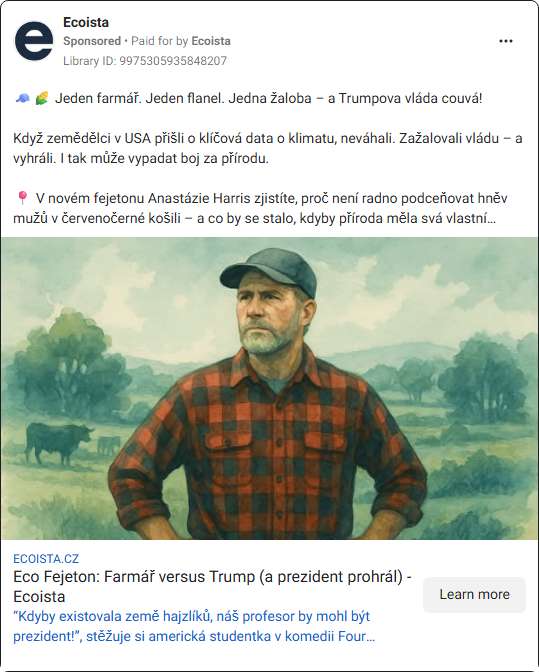 Ecoista
Sponsored • Paid for by Ecoista
Library ID: 9975305935848207
Jeden farmář. Jeden flanel. Jedna žaloba – a Trumpova vláda couvá!
Když zemědělci v USA přišli o klíčová data o klimatu, neváhali. Zažalovali vládu – a
vyhráli. I tak může vypadat boj za přírodu.
V novém fejetonu Anastázie Harris zjistíte, proč není radno podceňovat hněv
mužů v červenočerné košili – a co by se stalo, kdyby příroda měla svá vlastní…
ECOISTA.CZ
Eco Fejeton: Farmář versus Trump (a prezident prohrál) -
Ecoista
“Kdyby existovala země hajzlíků, náš profesor by mohl být
prezident!”, stěžuje si americká studentka v komedii Four…
Learn more